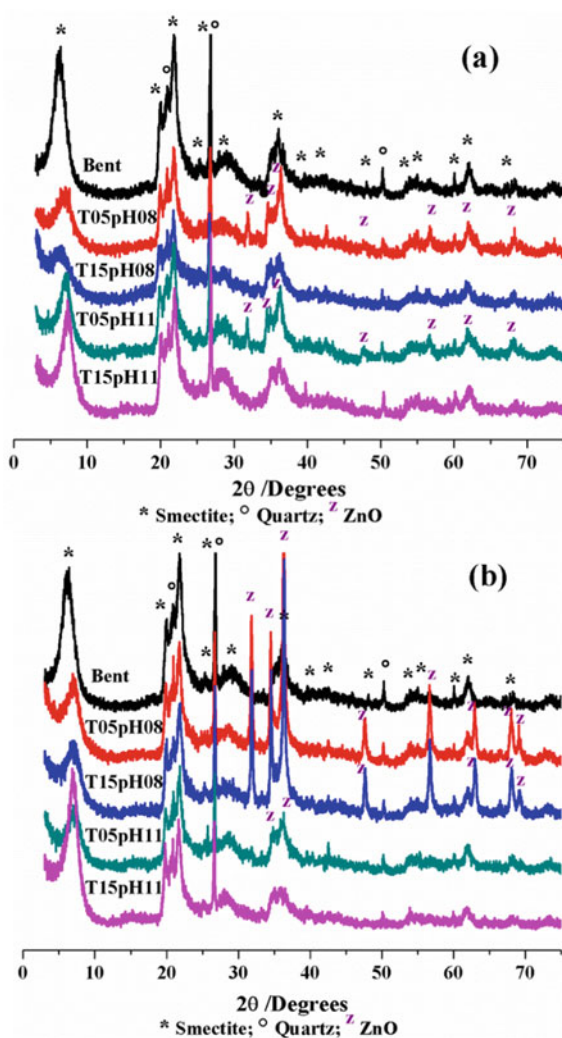 (a)
Bent
T05pH08
T15pH08
T05pH11
T15pH11
0 10 20 30 40 50 60 70
2θ /Degrees
* Smectite; ° Quartz; z ZnO
(b)
Bent
T05pH08
T15pH08
T05pH11
T15pH11
0 10 20 30 40 50 60 70
2θ /Degrees
* Smectite; ° Quartz; z ZnO